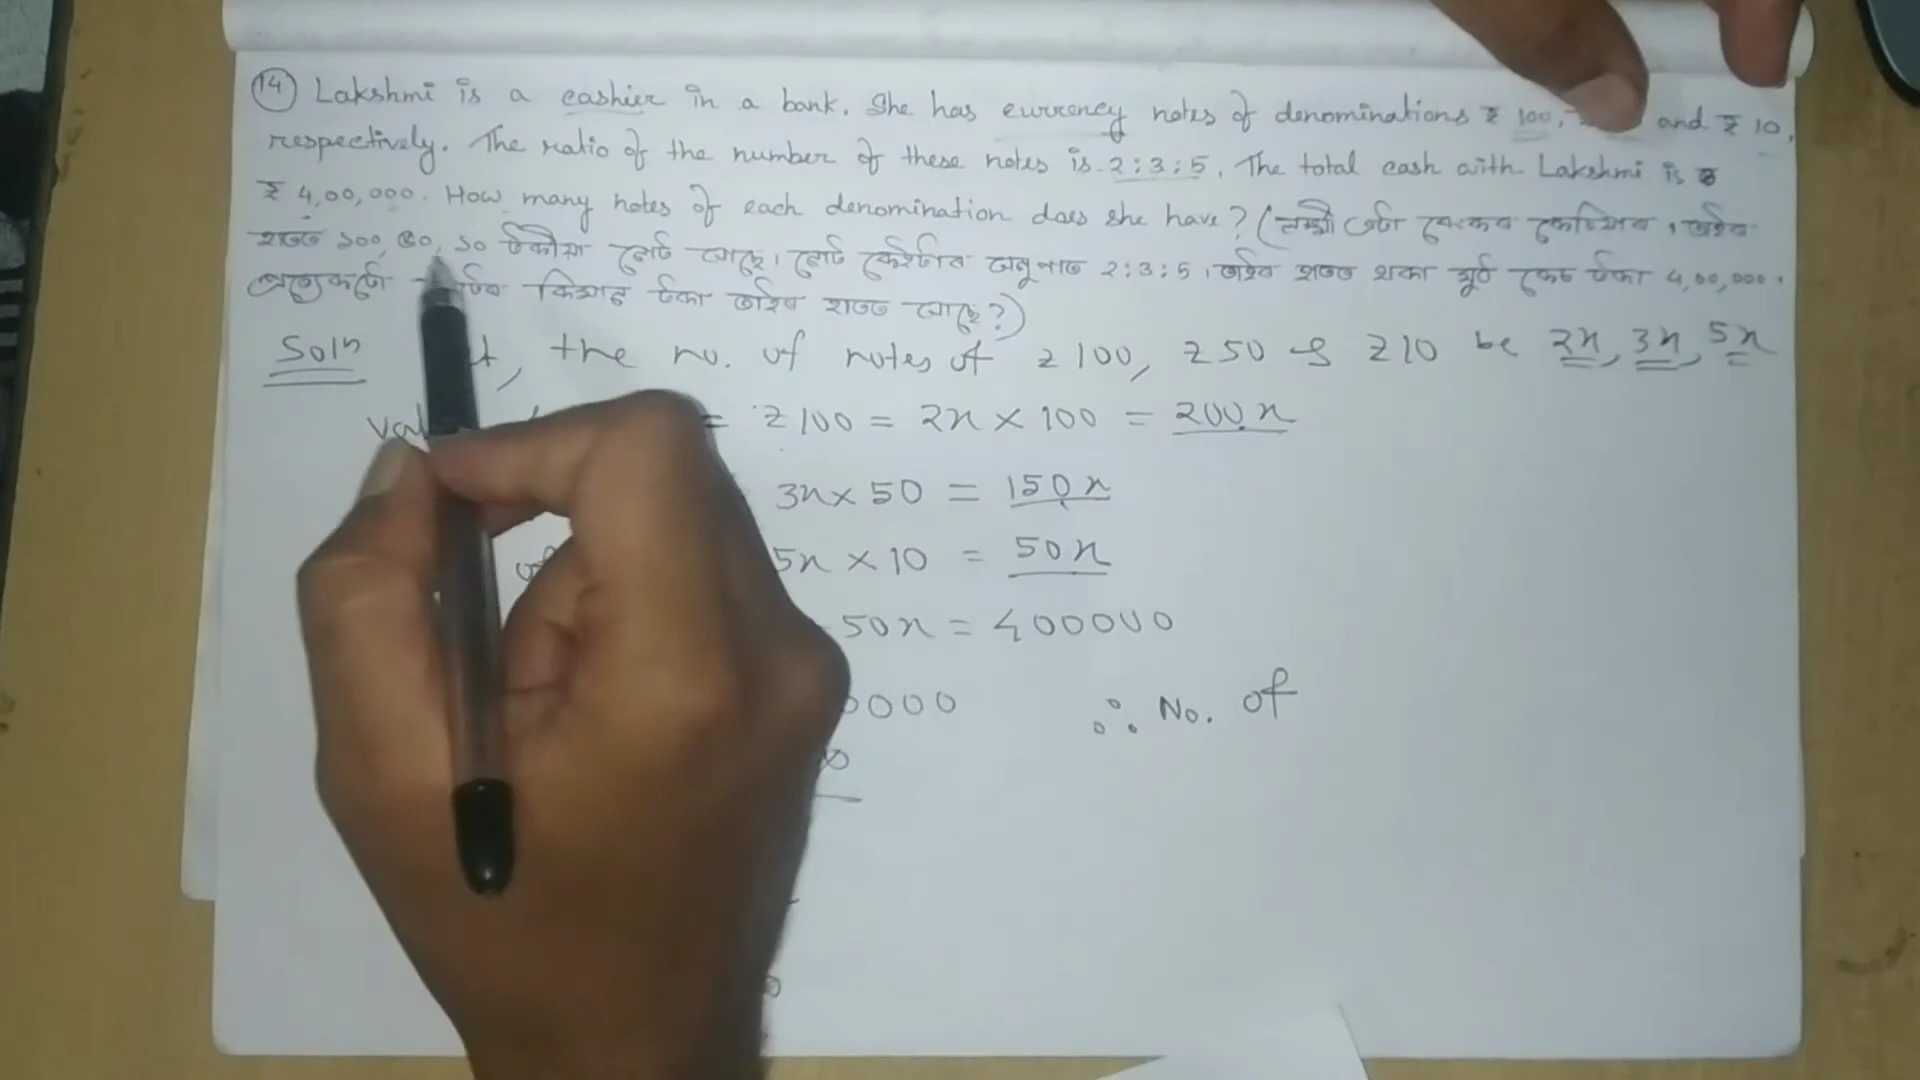 14 Lakshmi is a cashier in a bank. She has currency notes of denominations ₹ 100, and ₹ 10,
respectively. The ratio of the number of these notes is 2:3:5. The total cash with Lakshmi is
₹ 4,00,000. How many notes of each denomination does she have? (লক্ষ্মী এটা বেংকৰ কেচিয়াৰ। তাইৰ
হাতত ১০০, ৫০, ১০ টকীয়া নোট আছে। নোট কেইটাৰ অনুপাত 2:3:5। তাইৰ হাতত থকা মুঠ কেচ টকা 4,00,000.
প্ৰত্যেকটো কিমান টকা তাইৰ হাতত আছে?)
Soln the no. of notes of ₹ 100, ₹ 50 & ₹ 10 be 2x, 3x, 5x
= ₹ 100 = 2x × 100 = 200x
3x × 50 = 150x
5x × 10 = 50x
50x = 400000
0000 ∴ No. of